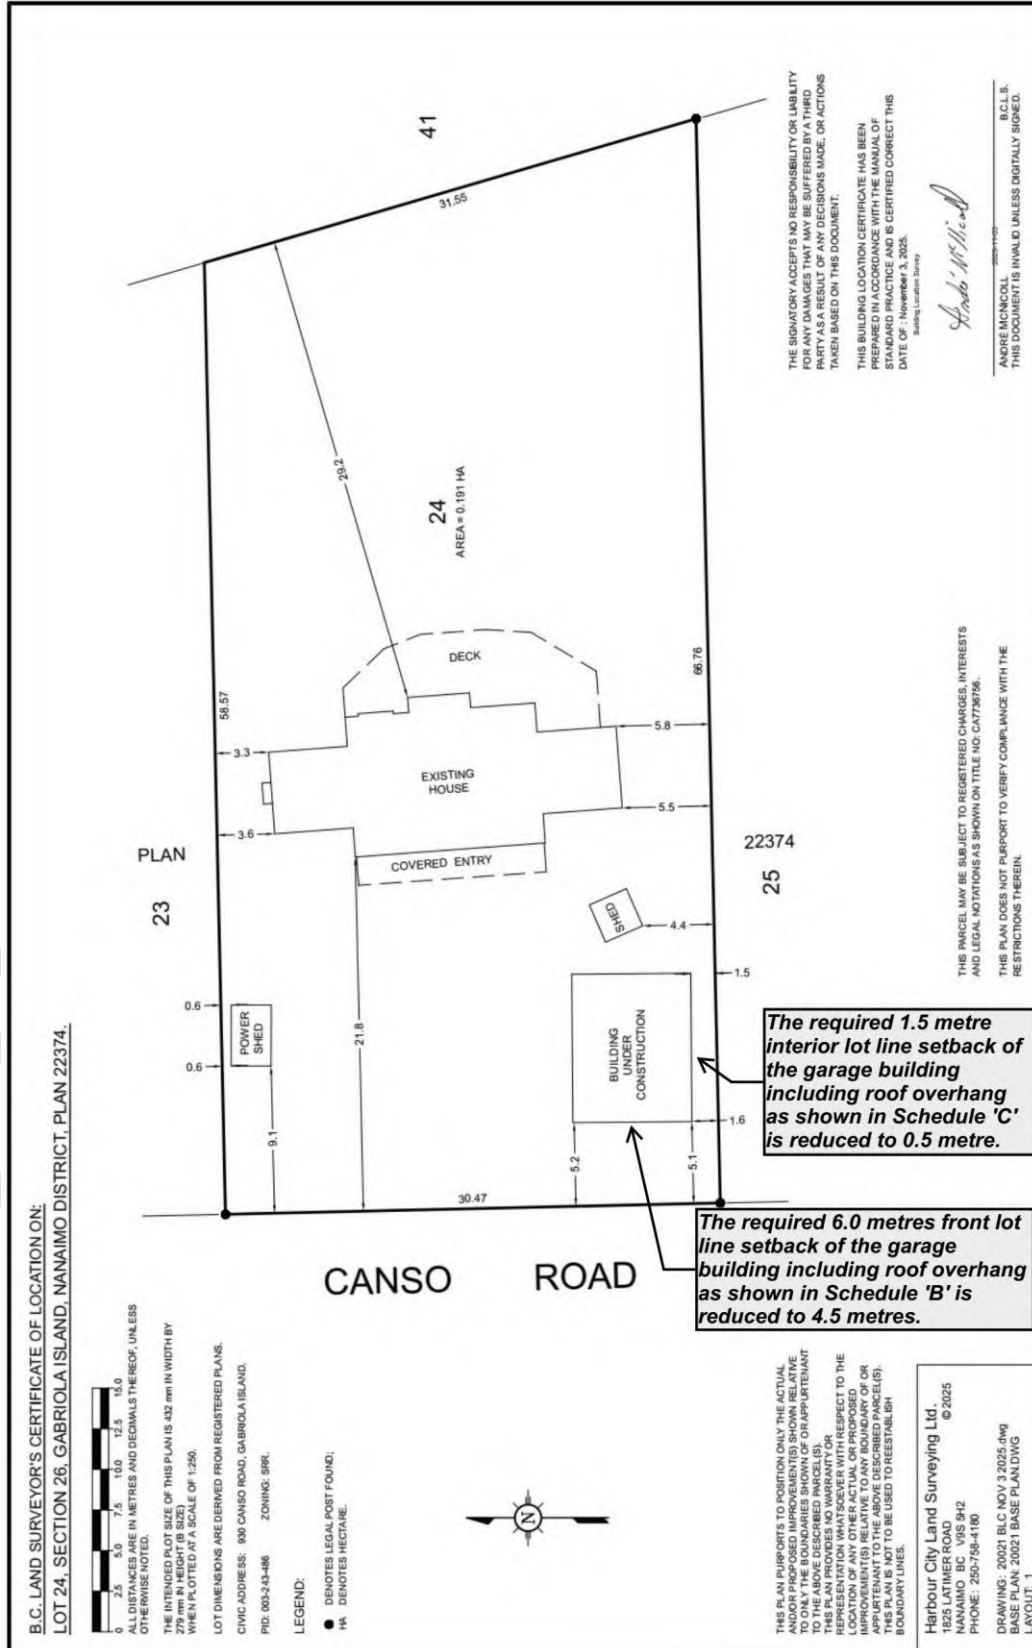 B.C. LAND SURVEYOR'S CERTIFICATE OF LOCATION ON:
LOT 24, SECTION 26, GABRIOLA ISLAND, NANAIMO DISTRICT, PLAN 22374.
0 2.5 5.0 7.5 10.0 12.5 15.0
ALL DISTANCES ARE IN METRES AND DECIMALS THEREOF, UNLESS
OTHERWISE NOTED.
THE INTENDED PLOT SIZE OF THIS PLAN IS 432 mm IN WIDTH BY
279 mm IN HEIGHT (B SIZE)
WHEN PLOTTED AT A SCALE OF 1:250.
LOT DIMENSIONS ARE DERIVED FROM REGISTERED PLANS.
CIVIC ADDRESS: 930 CANSO ROAD, GABRIOLA ISLAND.
PID: 003-243-486 ZONING: SRR.
LEGEND:
DENOTES LEGAL POST FOUND;
HA DENOTES HECTARE.
N
CANSO ROAD
PLAN
23
58.57
41
31.55
29.2
24
AREA = 0.191 HA
DECK
EXISTING
HOUSE
COVERED ENTRY
3.3
3.6
5.8
5.5
66.76
22374
25
0.6
0.6
POWER
SHED
9.1
21.8
SHED
4.4
BUILDING
UNDER
CONSTRUCTION
1.5
1.6
5.2
5.1
30.47
The required 1.5 metre
interior lot line setback of
the garage building
including roof overhang
as shown in Schedule 'C'
is reduced to 0.5 metre.
The required 6.0 metres front lot
line setback of the garage
building including roof overhang
as shown in Schedule 'B' is
reduced to 4.5 metres.
THIS PLAN PURPORTS TO POSITION ONLY THE ACTUAL
AND/OR PROPOSED IMPROVEMENT(S) SHOWN RELATIVE
TO ONLY THE BOUNDARIES SHOWN OF OR APPURTENANT
TO THE ABOVE DESCRIBED PARCEL(S).
THIS PLAN PROVIDES NO WARRANTY OR
REPRESENTATION WHATSOEVER WITH RESPECT TO THE
LOCATION OF ANY OTHER ACTUAL OR PROPOSED
IMPROVEMENT(S) RELATIVE TO ANY BOUNDARY OF OR
APPURTENANT TO THE ABOVE DESCRIBED PARCEL(S).
THIS PLAN IS NOT TO BE USED TO REESTABLISH
BOUNDARY LINES.
Harbour City Land Surveying Ltd.
1825 LATIMER ROAD © 2025
NANAIMO BC V9S 5H2
PHONE: 250-758-4180
DRAWING: 20021 BLC NOV 3 2025.dwg
BASE PLAN: 20021 BASE PLAN.DWG
LAYOUT: 1
THIS PARCEL MAY BE SUBJECT TO REGISTERED CHARGES, INTERESTS
AND LEGAL NOTATIONS AS SHOWN ON TITLE NO: CA7736756.
THIS PLAN DOES NOT PURPORT TO VERIFY COMPLIANCE WITH THE
RESTRICTIONS THEREIN.
THE SIGNATORY ACCEPTS NO RESPONSIBILITY OR LIABILITY
FOR ANY DAMAGES THAT MAY BE SUFFERED BY A THIRD
PARTY AS A RESULT OF ANY DECISIONS MADE, OR ACTIONS
TAKEN BASED ON THIS DOCUMENT.
THIS BUILDING LOCATION CERTIFICATE HAS BEEN
PREPARED IN ACCORDANCE WITH THE MANUAL OF
STANDARD PRACTICE AND IS CERTIFIED CORRECT THIS
DATE OF : November 3, 2025.
Building Location Survey
André McNicoll
2025-11-03
ANDRÉ MCNICOLL B.C.L.S.
THIS DOCUMENT IS INVALID UNLESS DIGITALLY SIGNED.